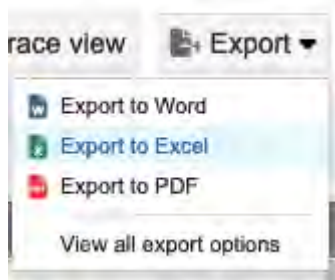 race view Export
Export to Word
Export to Excel
Export to PDF
View all export options